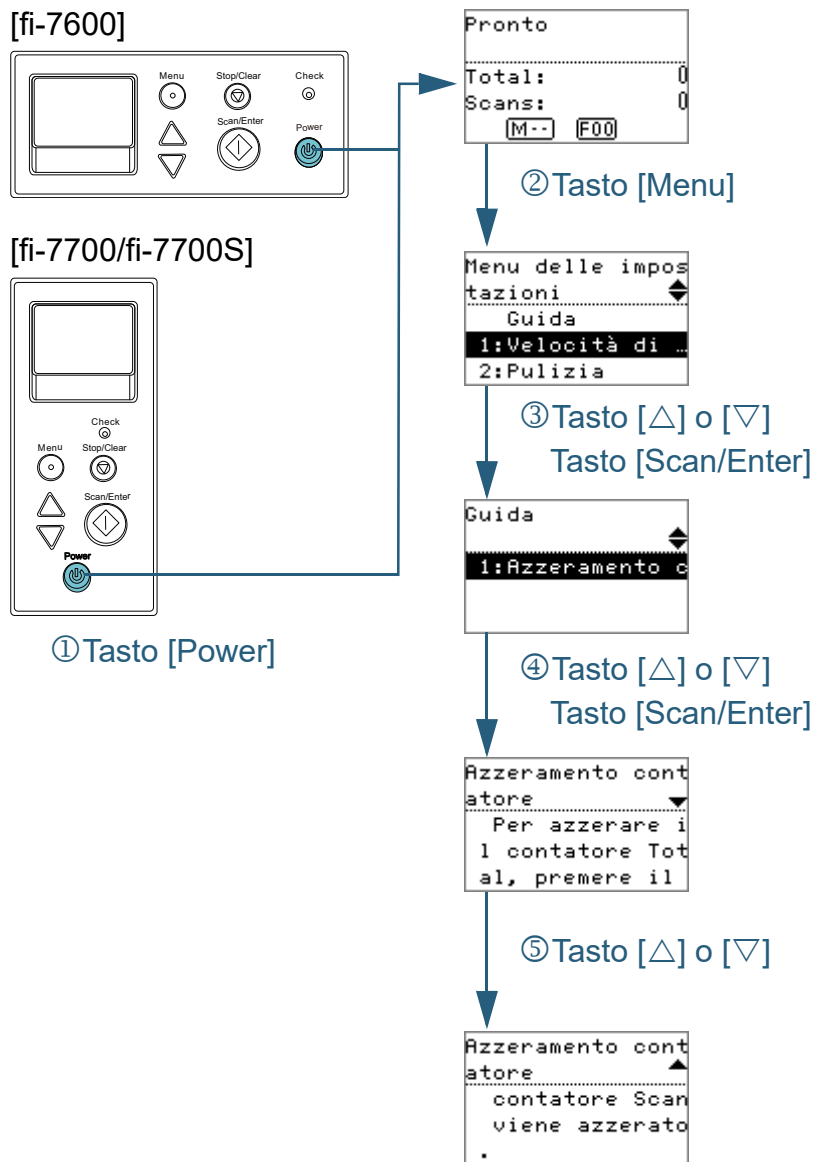 [fi-7600]
Menu
Stop/Clear
Check
Scan/Enter
Power
[fi-7700/fi-7700S]
Check
Menu
Stop/Clear
Scan/Enter
Power
①Tasto [Power]
Pronto
Total: 0
Scans: 0
M-- F00
②Tasto [Menu]
Menu delle impos
tazioni
Guida
1:Velocità di …
2:Pulizia
③Tasto [△] o [▽]
Tasto [Scan/Enter]
Guida
1:Azzeramento c
④Tasto [△] o [▽]
Tasto [Scan/Enter]
Azzeramento cont
atore
Per azzerare i
l contatore Tot
al, premere il
⑤Tasto [△] o [▽]
Azzeramento cont
atore
contatore Scan
viene azzerato
.